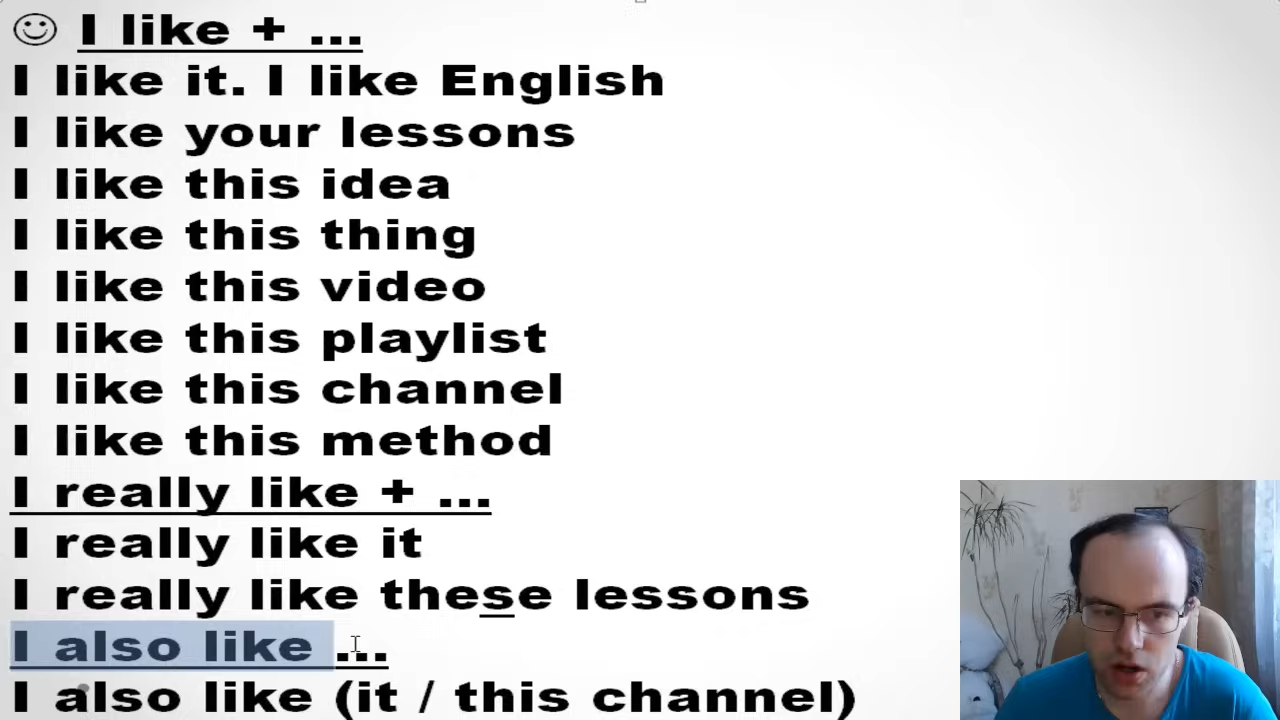 ☺ I like + ...
I like it. I like English
I like your lessons
I like this idea
I like this thing
I like this video
I like this playlist
I like this channel
I like this method
I really like + ...
I really like it
I really like these lessons
I also like ...
I also like (it / this channel)